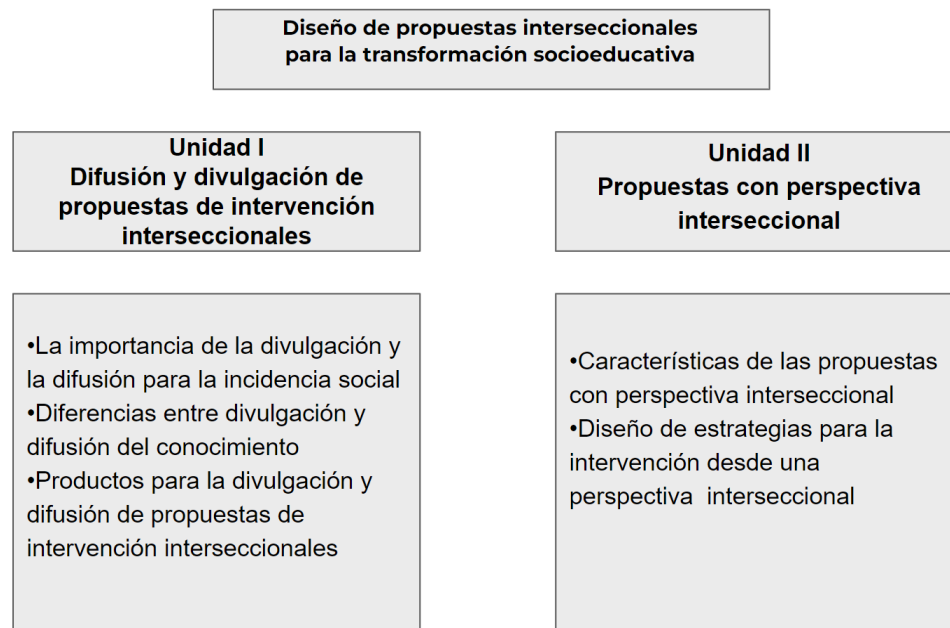 Diseño de propuestas interseccionales
para la transformación socioeducativa
Unidad I
Difusión y divulgación de
propuestas de intervención
interseccionales
•La importancia de la divulgación y
la difusión para la incidencia social
•Diferencias entre divulgación y
difusión del conocimiento
•Productos para la divulgación y
difusión de propuestas de
intervención interseccionales
Unidad II
Propuestas con perspectiva
interseccional
•Características de las propuestas
con perspectiva interseccional
•Diseño de estrategias para la
intervención desde una
perspectiva  interseccional